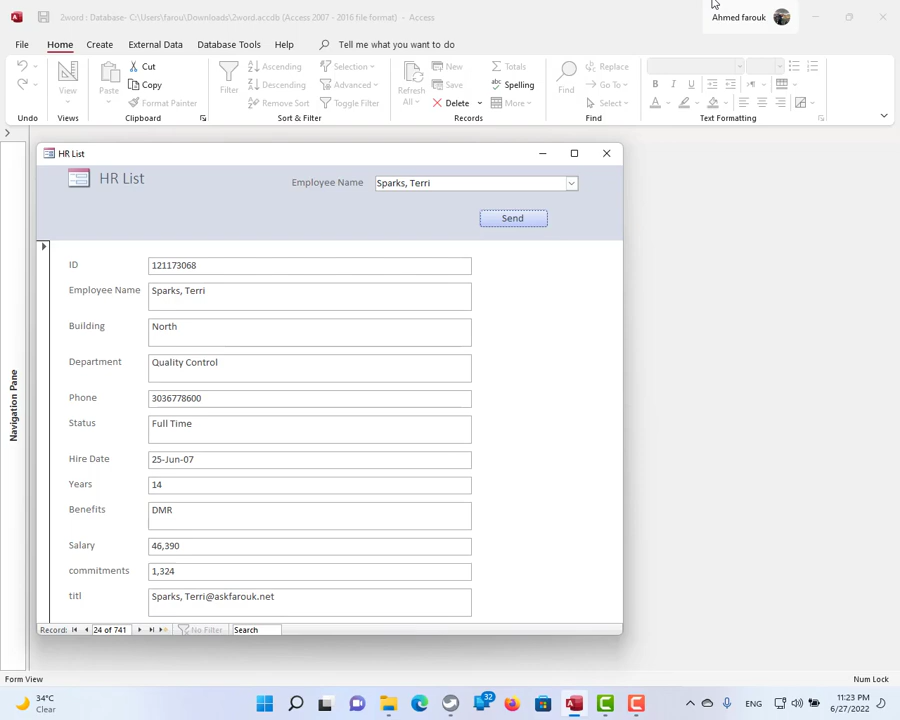 2word : Database- C:\Users\farou\Downloads\2word.accdb (Access 2007 - 2016 file format) - Access
Ahmed farouk
File Home Create External Data Database Tools Help Tell me what you want to do
View
Paste
Cut
Copy
Format Painter
Filter
Ascending
Descending
Remove Sort
Selection
Advanced
Toggle Filter
Refresh
All
New
Save
Delete
Totals
Spelling
More
Find
Replace
Go To
Select
B I U
A
Undo Views Clipboard Sort & Filter Records Find Text Formatting
Navigation Pane
HR List
HR List
Employee Name Sparks, Terri
Send
ID 121173068
Employee Name Sparks, Terri
Building North
Department Quality Control
Phone 3036778600
Status Full Time
Hire Date 25-Jun-07
Years 14
Benefits DMR
Salary 46,390
commitments 1,324
titl Sparks, Terri@askfarouk.net
Record: 24 of 741 No Filter Search
Form View Num Lock
34°C
Clear
32
ENG
11:23 PM
6/27/2022